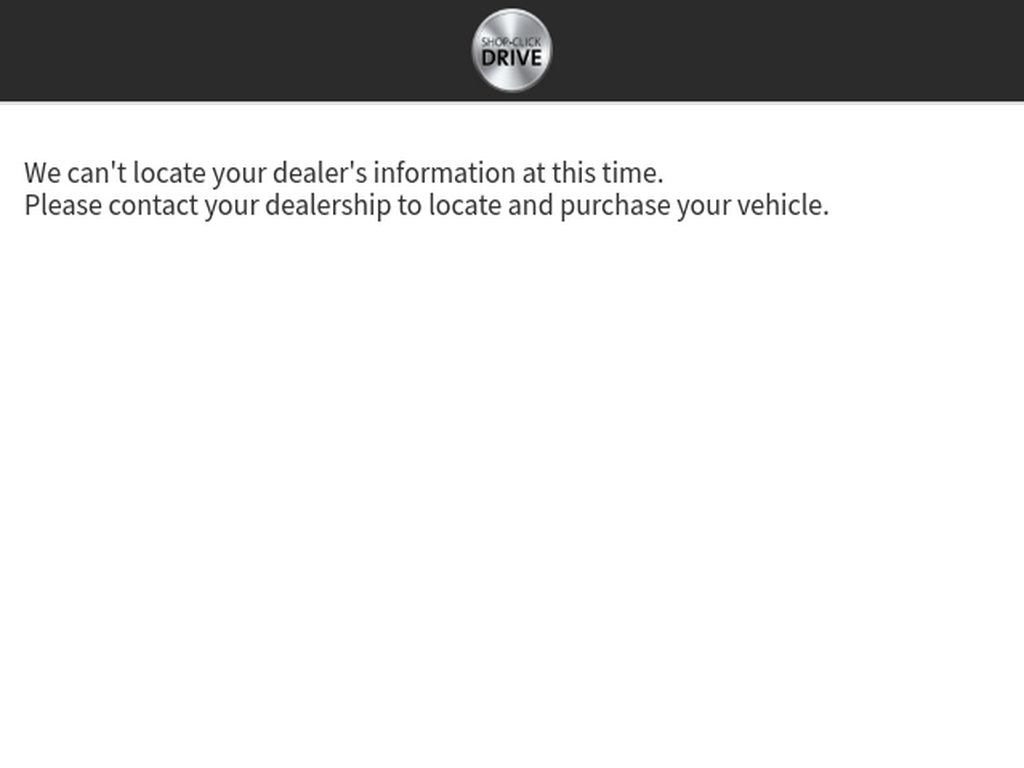 SHOP-CLICK
DRIVE
We can't locate your dealer's information at this time.
Please contact your dealership to locate and purchase your vehicle.